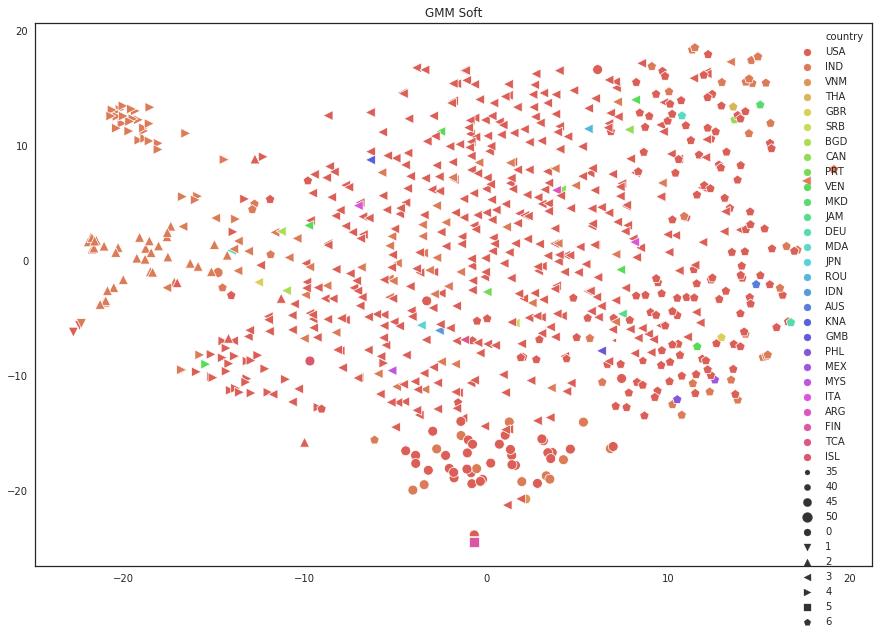 GMM Soft
20
10
0
−10
−20
−20
−10
0
10
20
country
USA
IND
VNM
THA
GBR
SRB
BGD
CAN
PRT
VEN
MKD
JAM
DEU
MDA
JPN
ROU
IDN
AUS
KNA
GMB
PHL
MEX
MYS
ITA
ARG
FIN
TCA
ISL
35
40
45
50
0
1
2
3
4
5
6